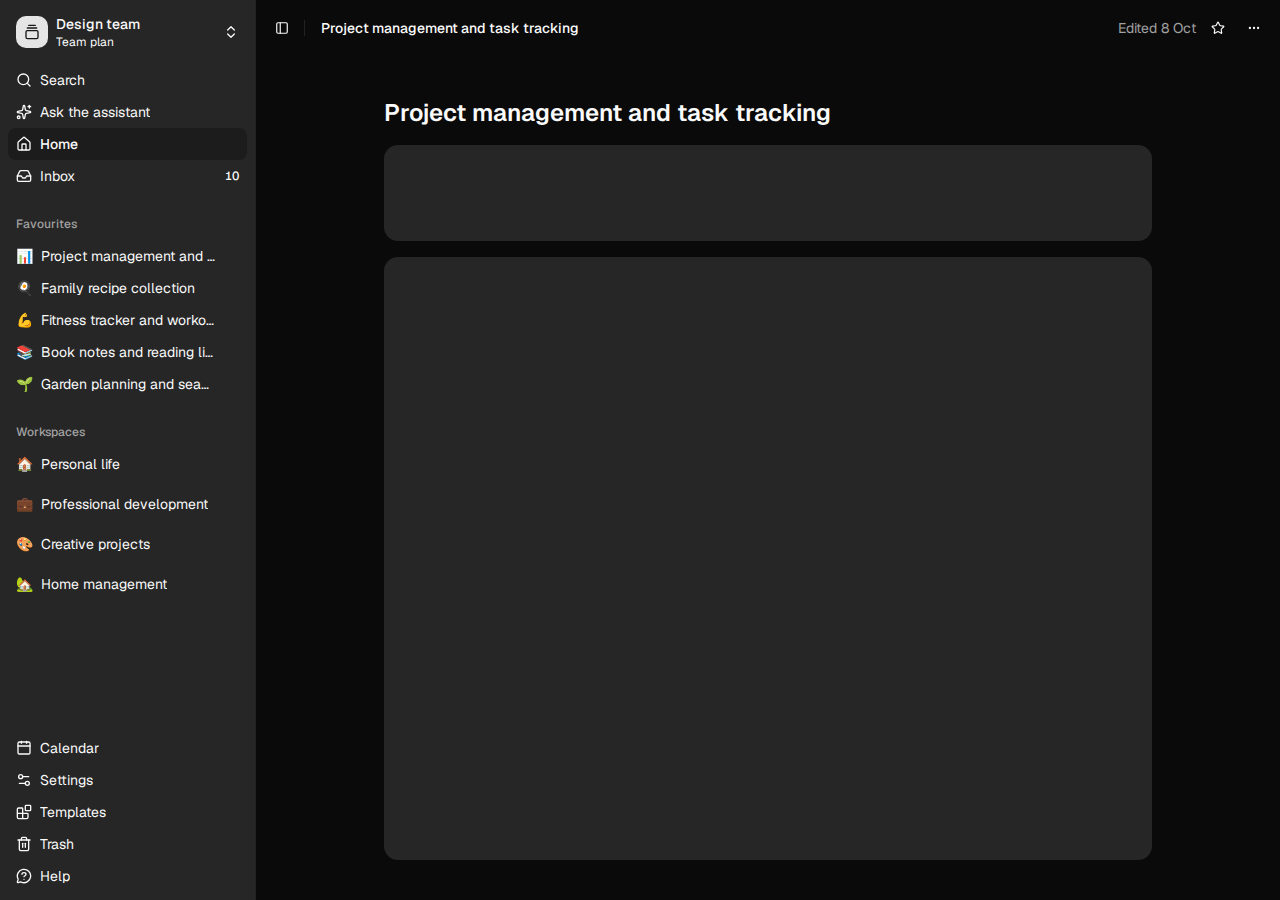 Design team
Team plan
Search
Ask the assistant
Home
Inbox
10
Favourites
📊 Project management and ...
🍳 Family recipe collection
💪 Fitness tracker and worko...
📚 Book notes and reading li...
🌱 Garden planning and sea...
Workspaces
🏠 Personal life
💼 Professional development
🎨 Creative projects
🏡 Home management
Calendar
Settings
Templates
Trash
Help
Project management and task tracking
Edited 8 Oct
Project management and task tracking